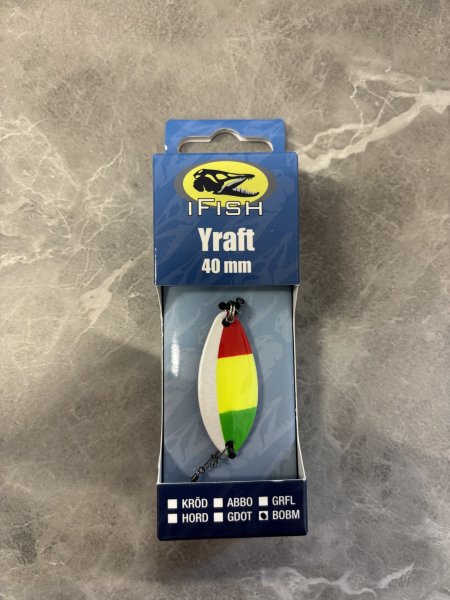 iFISH
Yraft
40 mm
KRÖD ABBO GRFL
HORD GDOT BOBM